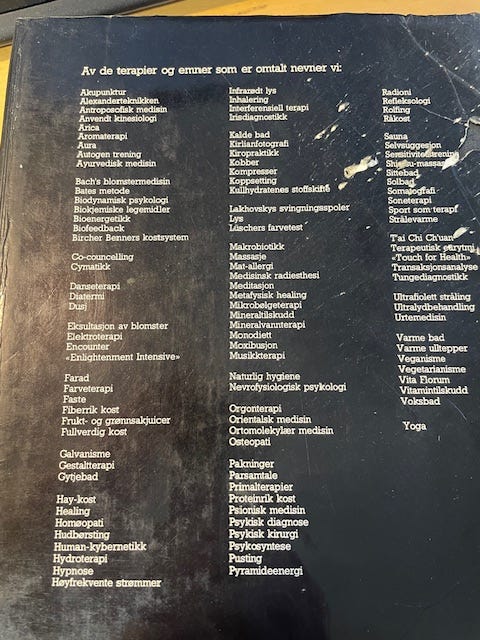 Av de terapier og emner som er omtalt nevner vi:
Akupunktur
Alexanderteknikken
Antroposofisk medisin
Anvendt kinesiologi
Arica
Aromaterapi
Aura
Autogen trening
Ayurvedisk medisin
Bach's blomstermedisin
Bates metode
Biodynamisk psykologi
Biokjemiske legemidler
Bioenergetikk
Biofeedback
Bircher Benners kostsystem
Co-councelling
Cymatikk
Danseterapi
Diatermi
Dusj
Eksultasjon av blomster
Elektroterapi
Encounter
«Enlightenment Intensive»
Farad
Farveterapi
Faste
Fiberrik kost
Frukt- og grønnsakjuicer
Fullverdig kost
Galvanisme
Gestaltterapi
Gytjebad
Hay-kost
Healing
Homøopati
Hudbørsting
Human-kybernetikk
Hydroterapi
Hypnose
Høyfrekvente strømmer
Infrarødt lys
Inhalering
Interferensiell terapi
Irisdiagnostikk
Kalde bad
Kirlianfotografi
Kiropraktikk
Kobber
Kompresser
Koppsetting
Kullhydratenes stoffskifte
Lakhovskys svingningsspoler
Lys
Lüschers farvetest
Makrobiotikk
Massasje
Mat-allergi
Medisinsk radiesthesi
Meditasjon
Metafysisk healing
Mikrobølgeterapi
Mineraltilskudd
Mineralvannterapi
Monodiett
Moxibusjon
Musikkterapi
Naturlig hygiene
Nevrofysiologisk psykologi
Orgonterapi
Orientalsk medisin
Ortomolekylær medisin
Osteopati
Pakninger
Parsamtale
Primalterapier
Proteinrik kost
Psionisk medisin
Psykisk diagnose
Psykisk kirurgi
Psykosyntese
Pusting
Pyramideenergi
Radioni
Refleksologi
Rolfing
Råkost
Sauna
Selvsuggesjon
Sensitivitetstrening
Shiatsu-massasje
Sittebad
Solbad
Somatografi
Soneterapi
Sport som terapi
Strålevarme
T'ai Chi Ch'uan
Terapeutisk eurytmi
«Touch for Health»
Transaksjonsanalyse
Tungediagnostikk
Ultrafiolett stråling
Ultralydbehandling
Urtemedisin
Varme bad
Varme ulltepper
Veganisme
Vegetarianisme
Vita Florum
Vitamintilskudd
Voksbad
Yoga